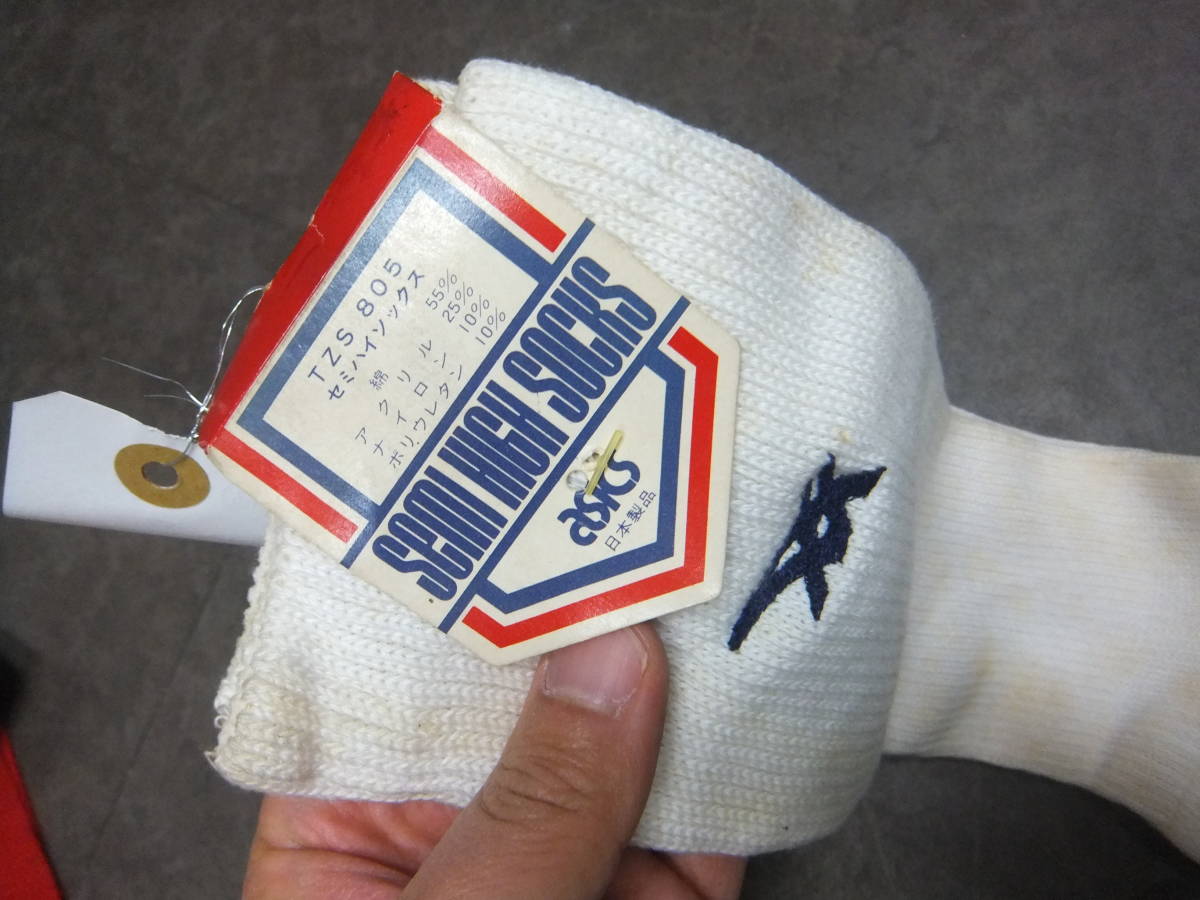 TZS 805
セミハイソックス
綿 55%
アクリル 25%
ナイロン 10%
ポリウレタン 10%
SEMI HIGH SOCKS
asics
日本製品